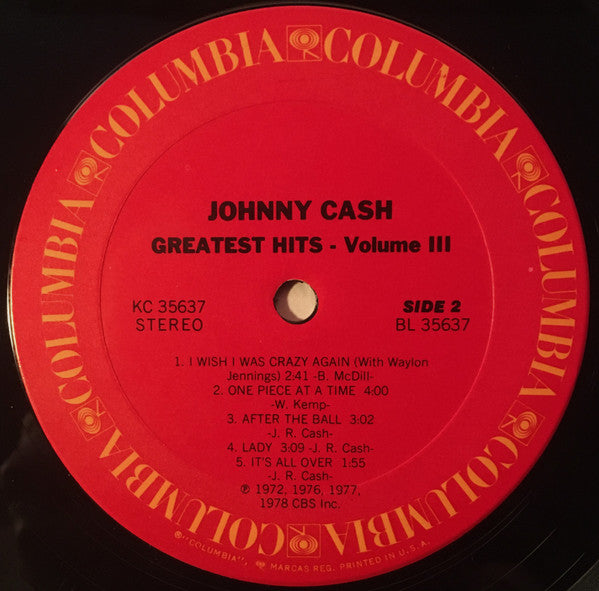 COLUMBIA COLUMBIA COLUMBIA COLUMBIA COLUMBIA COLUMBIA
JOHNNY CASH
GREATEST HITS - Volume III
KC 35637 SIDE 2
STEREO BL 35637
1. I WISH I WAS CRAZY AGAIN (With Waylon
Jennings) 2:41 -B. McDill-
2. ONE PIECE AT A TIME 4:00
-W. Kemp-
3. AFTER THE BALL 3:02
-J. R. Cash-
4. LADY 3:09 -J. R. Cash-
5. IT'S ALL OVER 1:55
-J. R. Cash-
℗ 1972, 1976, 1977,
1978 CBS Inc.
®"COLUMBIA", MARCAS REG. PRINTED IN U.S.A.